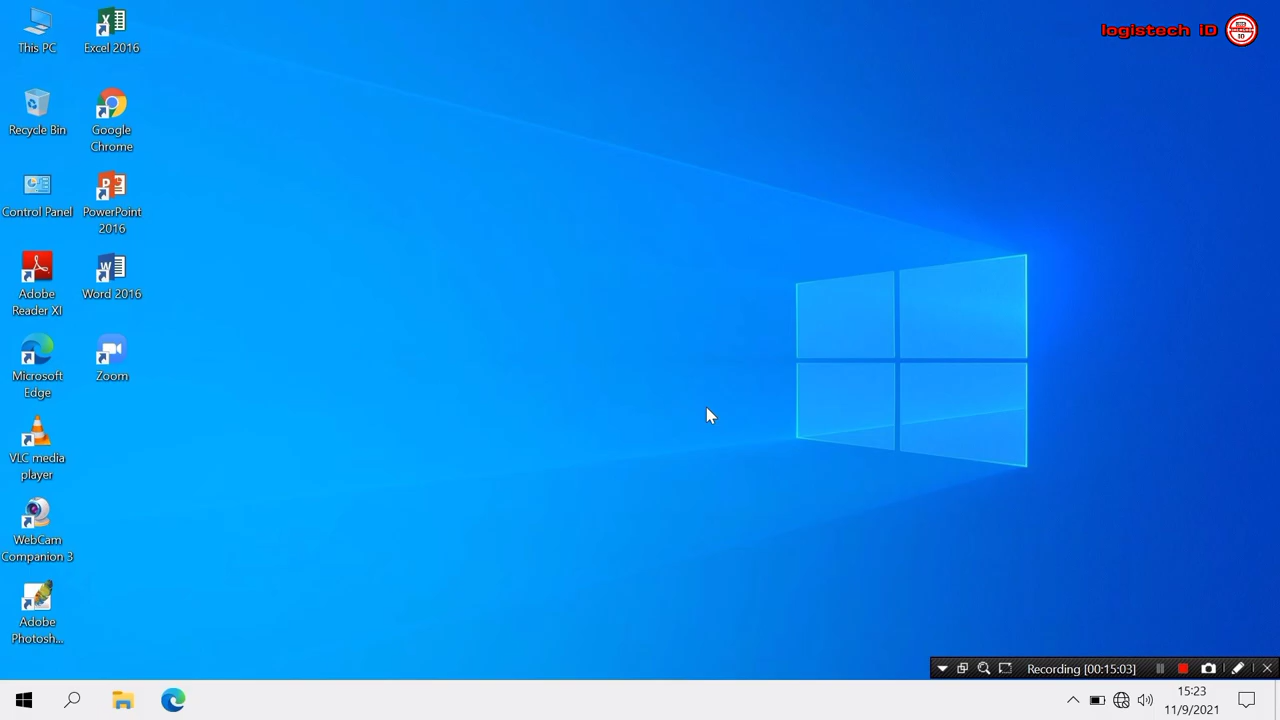 This PC
Excel 2016
logistech iD
Recycle Bin
Google
Chrome
Control Panel
PowerPoint
2016
Adobe
Reader XI
Word 2016
Microsoft
Edge
Zoom
VLC media
player
WebCam
Companion 3
Adobe
Photosh...
Recording [00:15:03]
15:23
11/9/2021